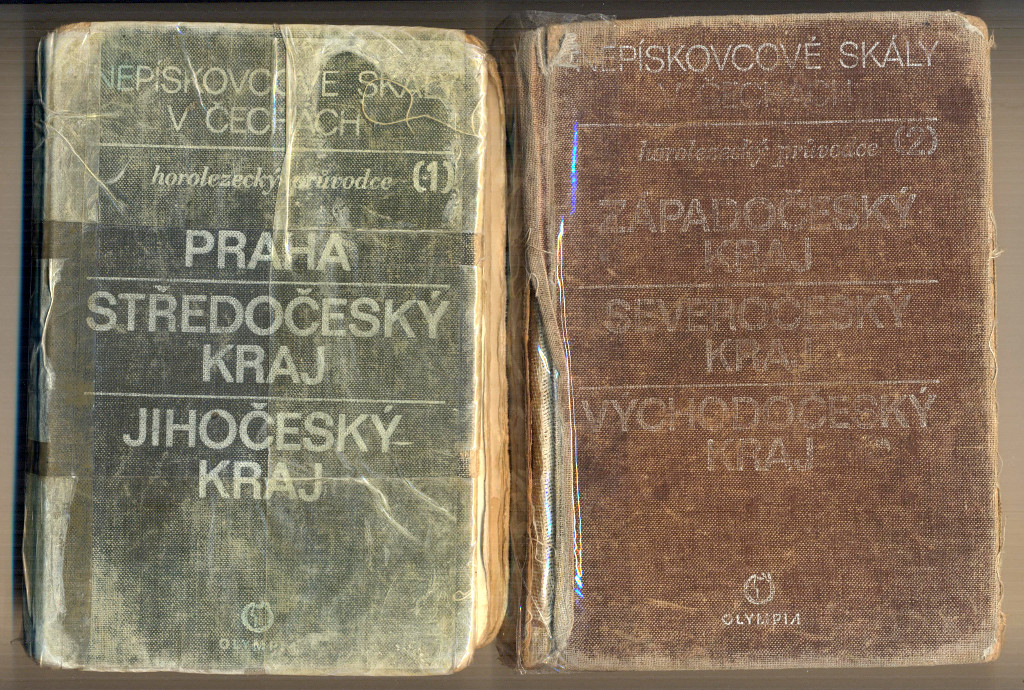 NEPÍSKOVCOVÉ SKÁLY
V ČECHÁCH
horolezecký průvodce (1)
PRAHA
STŘEDOČESKÝ
KRAJ
JIHOČESKÝ
KRAJ
OLYMPIA
NEPÍSKOVCOVÉ SKÁLY
V ČECHÁCH
horolezecký průvodce (2)
ZÁPADOČESKÝ
KRAJ
SEVEROČESKÝ
KRAJ
VÝCHODOČESKÝ
KRAJ
OLYMPIA